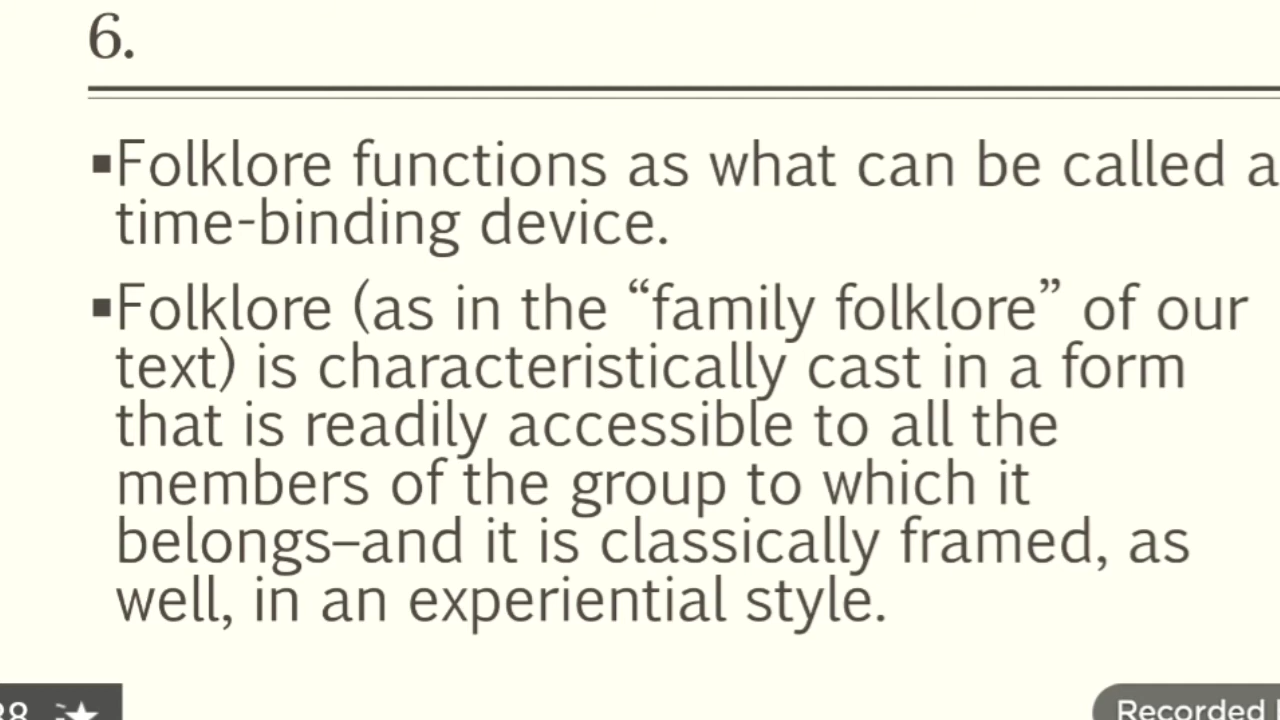 6.
▪Folklore functions as what can be called a
time-binding device.
▪Folklore (as in the “family folklore” of our
text) is characteristically cast in a form
that is readily accessible to all the
members of the group to which it
belongs–and it is classically framed, as
well, in an experiential style.
38
Recorded